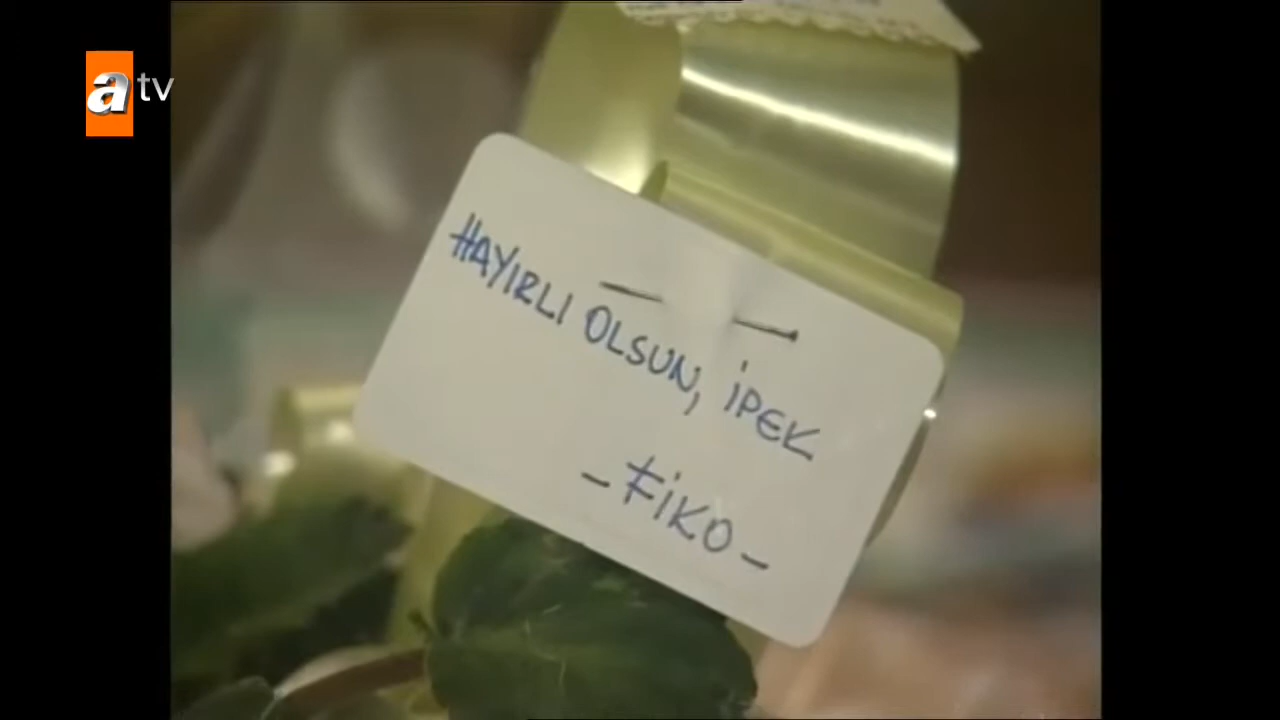 atv
HAYIRLI OLSUN, İPEK
- FİKO -